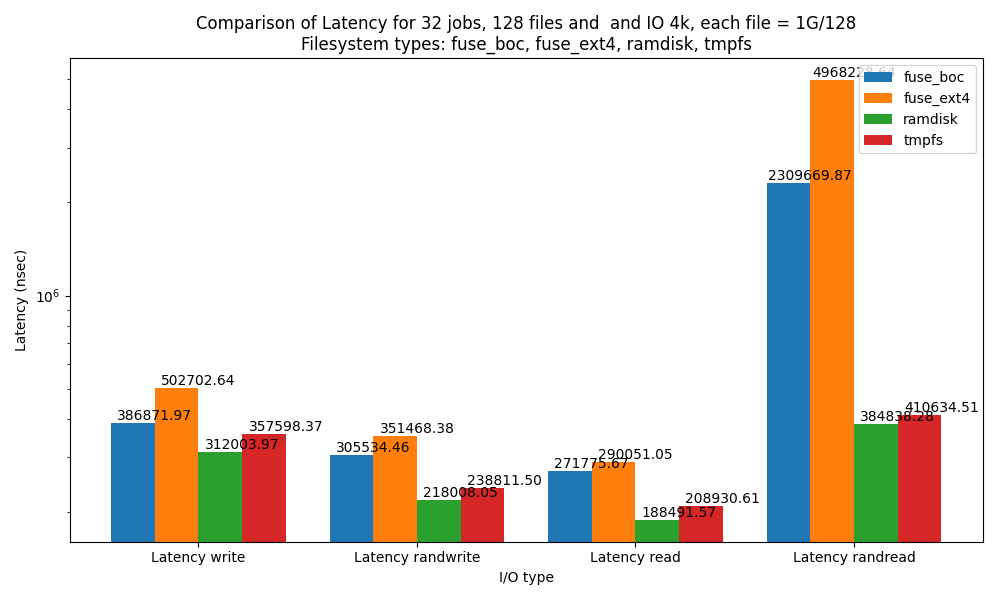 Comparison of Latency for 32 jobs, 128 files and  and IO 4k, each file = 1G/128
Filesystem types: fuse_boc, fuse_ext4, ramdisk, tmpfs
fuse_boc
fuse_ext4
ramdisk
tmpfs
Latency (nsec)
10⁶
386871.97
502702.64
312003.97
357598.37
305534.46
351468.38
218008.05
238811.50
271775.67
290051.05
188491.57
208930.61
2309669.87
384838.28
410634.51
Latency write
Latency randwrite
Latency read
Latency randread
I/O type